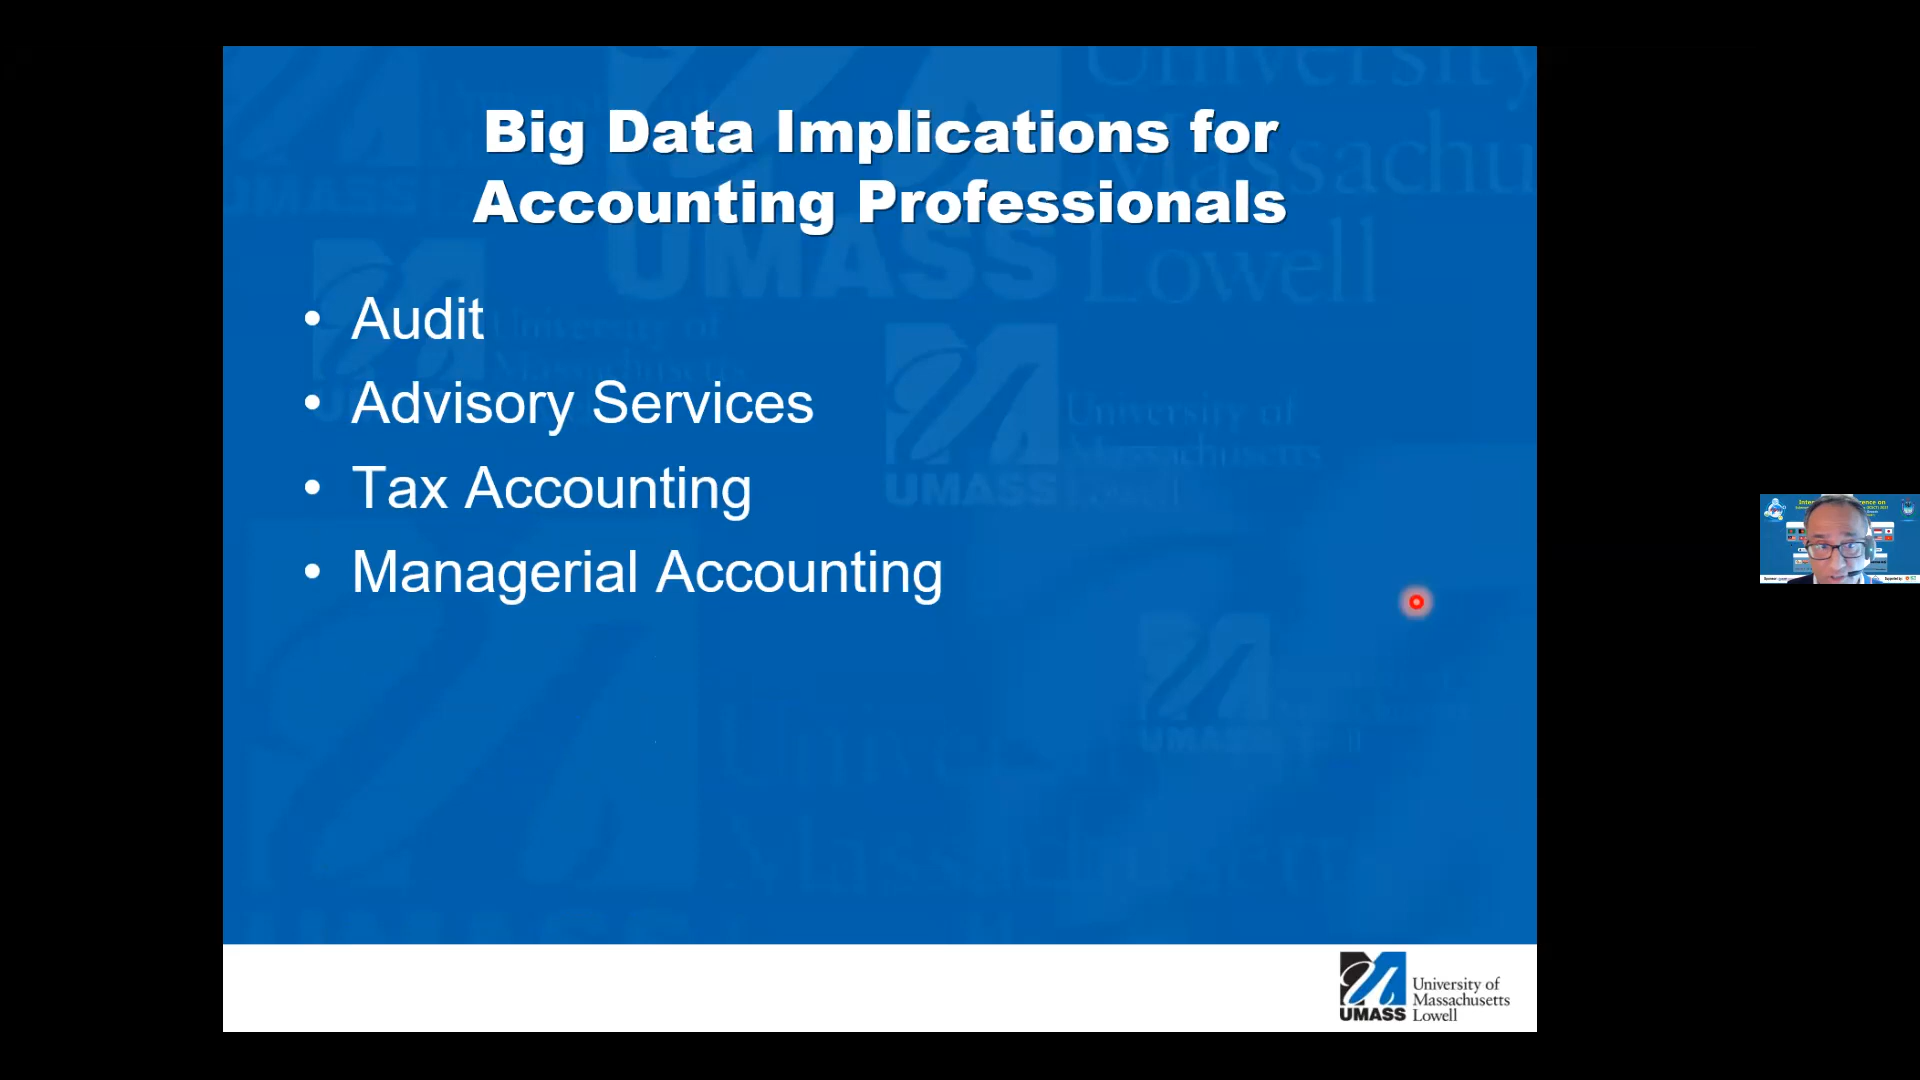 Big Data Implications for
Accounting Professionals
• Audit
• Advisory Services
• Tax Accounting
• Managerial Accounting
University of
Massachusetts
Lowell
UMASS